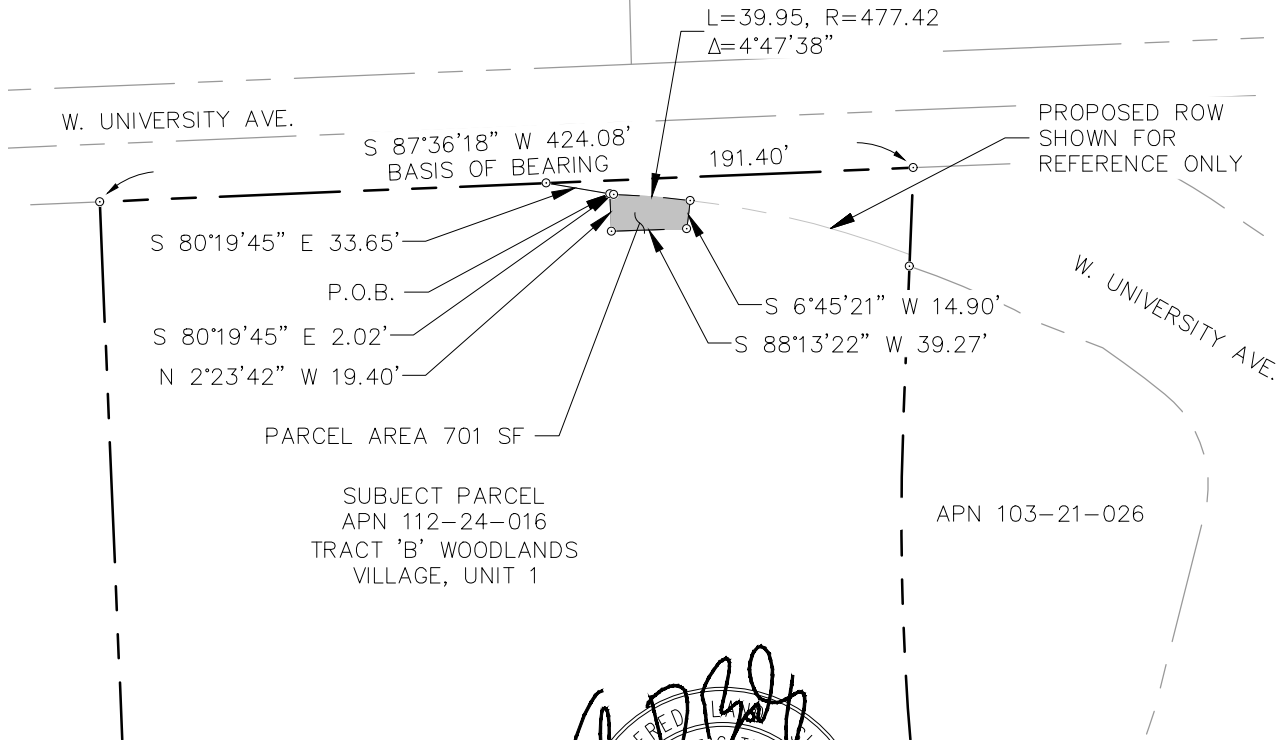 L=39.95, R=477.42
Δ=4°47'38"
W. UNIVERSITY AVE.
S 87°36'18" W 424.08'
BASIS OF BEARING
191.40'
PROPOSED ROW
SHOWN FOR
REFERENCE ONLY
S 80°19'45" E 33.65'
P.O.B.
S 80°19'45" E 2.02'
N 2°23'42" W 19.40'
S 6°45'21" W 14.90'
S 88°13'22" W 39.27'
W. UNIVERSITY AVE.
PARCEL AREA 701 SF
SUBJECT PARCEL
APN 112-24-016
TRACT 'B' WOODLANDS
VILLAGE, UNIT 1
APN 103-21-026
LAND